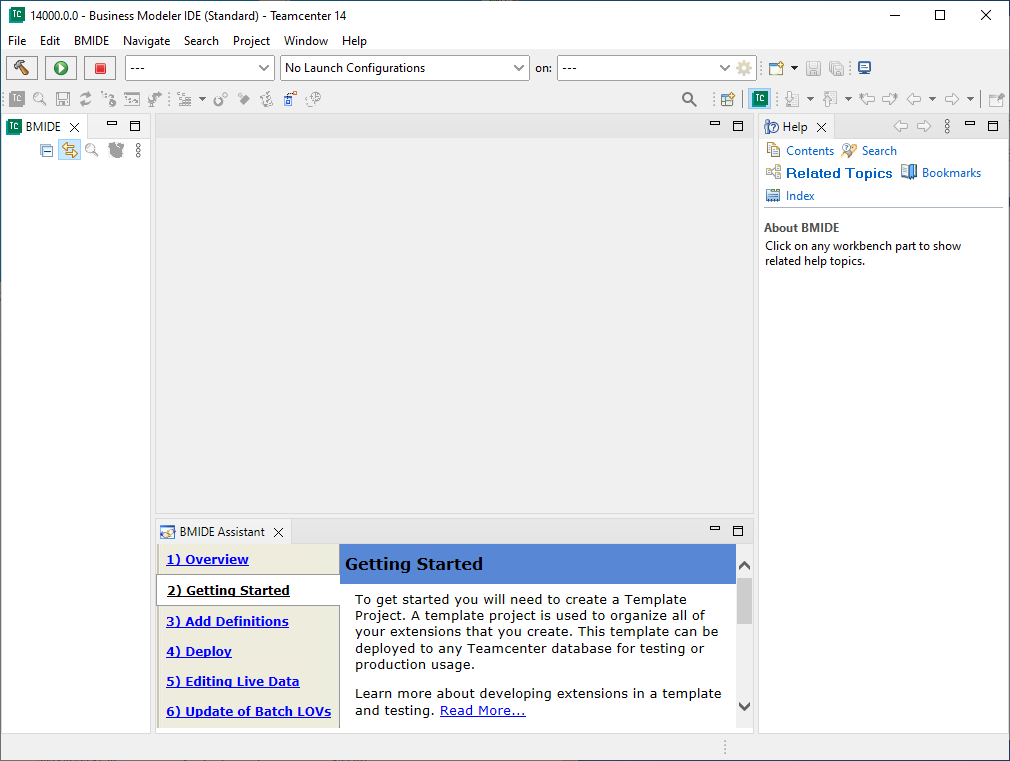 TC 14000.0.0 - Business Modeler IDE (Standard) - Teamcenter 14
File Edit BMIDE Navigate Search Project Window Help
--- No Launch Configurations on: ---
TC TC
TC BMIDE
Help
Contents Search
Related Topics Bookmarks
Index
About BMIDE
Click on any workbench part to show
related help topics.
BMIDE Assistant
1) Overview
2) Getting Started
3) Add Definitions
4) Deploy
5) Editing Live Data
6) Update of Batch LOVs
Getting Started
To get started you will need to create a Template
Project. A template project is used to organize all of
your extensions that you create. This template can be
deployed to any Teamcenter database for testing or
production usage.
Learn more about developing extensions in a template
and testing. Read More...